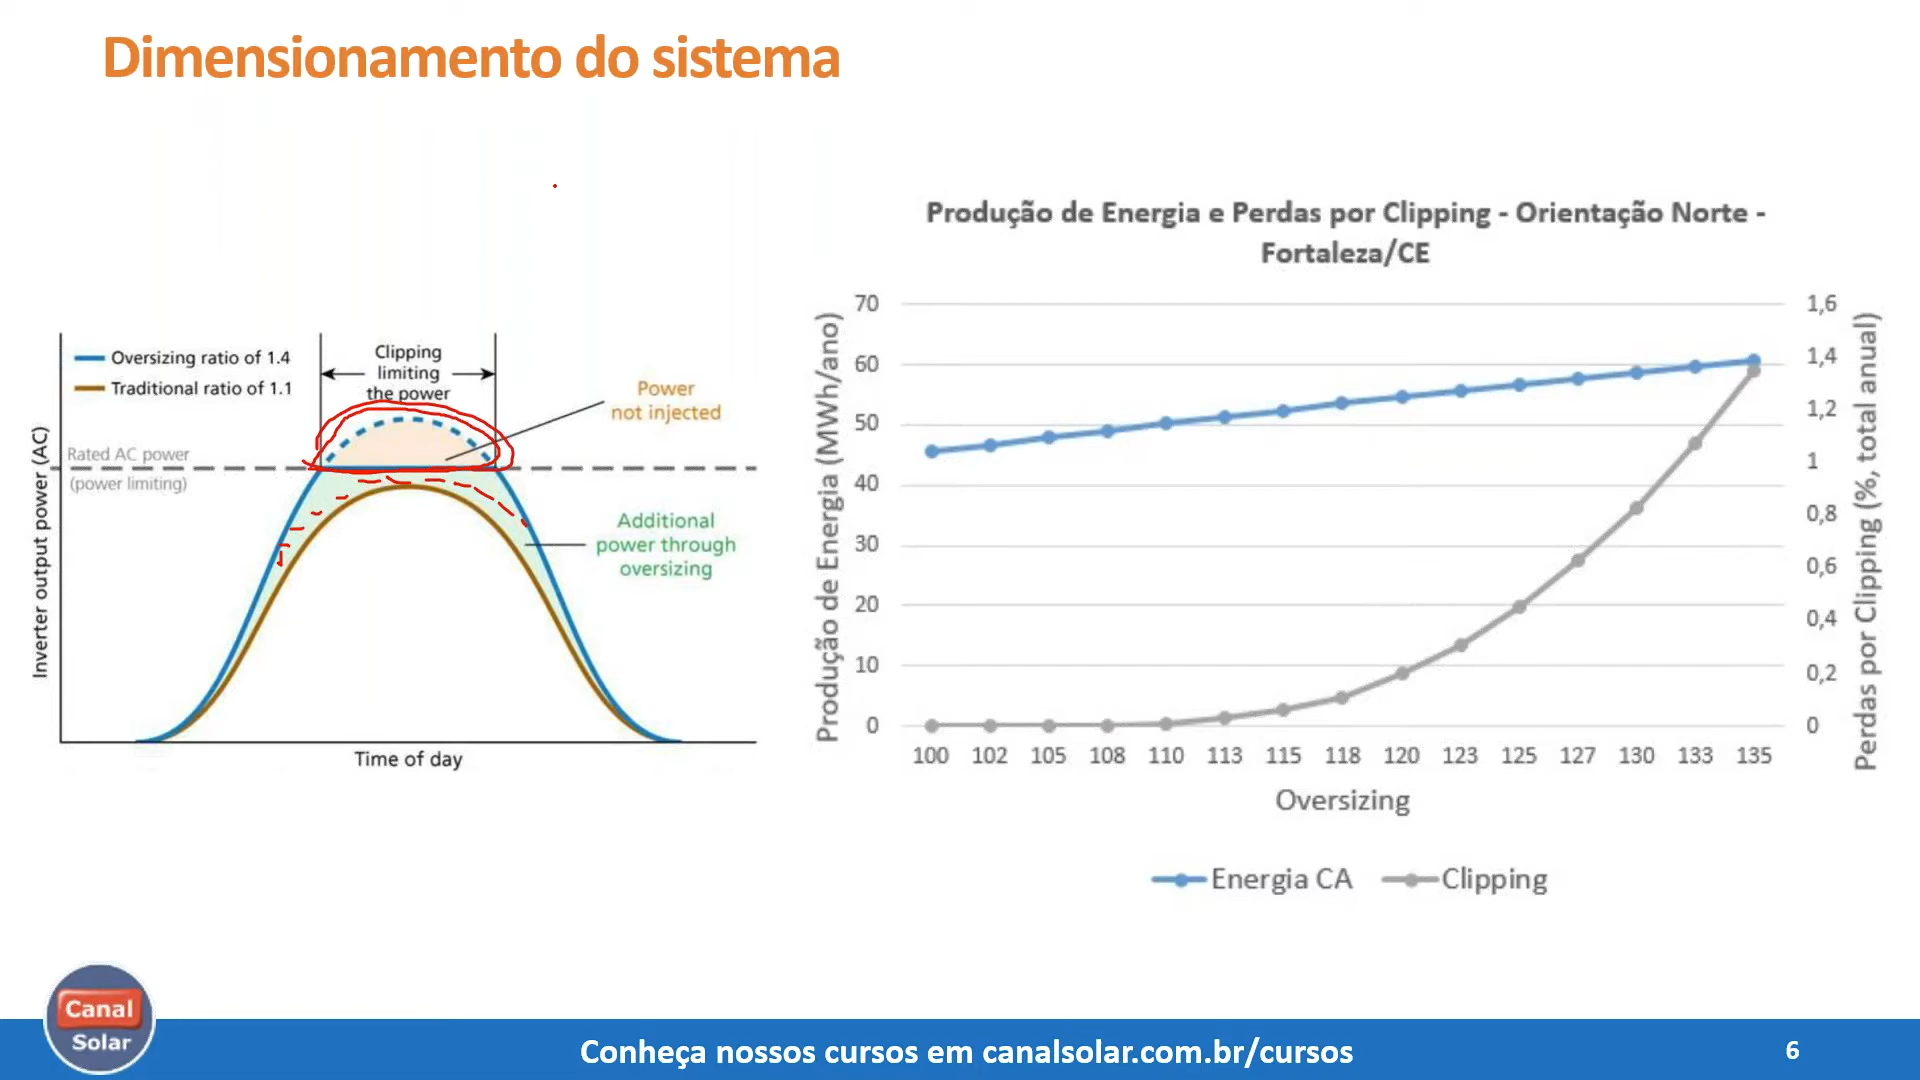 Dimensionamento do sistema
Oversizing ratio of 1.4
Traditional ratio of 1.1
Clipping
limiting
the power
Power
not injected
Rated AC power
(power limiting)
Additional
power through
oversizing
Inverter output power (AC)
Time of day
Produção de Energia e Perdas por Clipping - Orientação Norte -
Fortaleza/CE
Produção de Energia (MWh/ano)
70
60
50
40
30
20
10
0
1,6
1,4
1,2
1
0,8
0,6
0,4
0,2
0
Perdas por Clipping (%, total anual)
100 102 105 108 110 113 115 118 120 123 125 127 130 133 135
Oversizing
Energia CA Clipping
Canal
Solar
Conheça nossos cursos em canalsolar.com.br/cursos
6